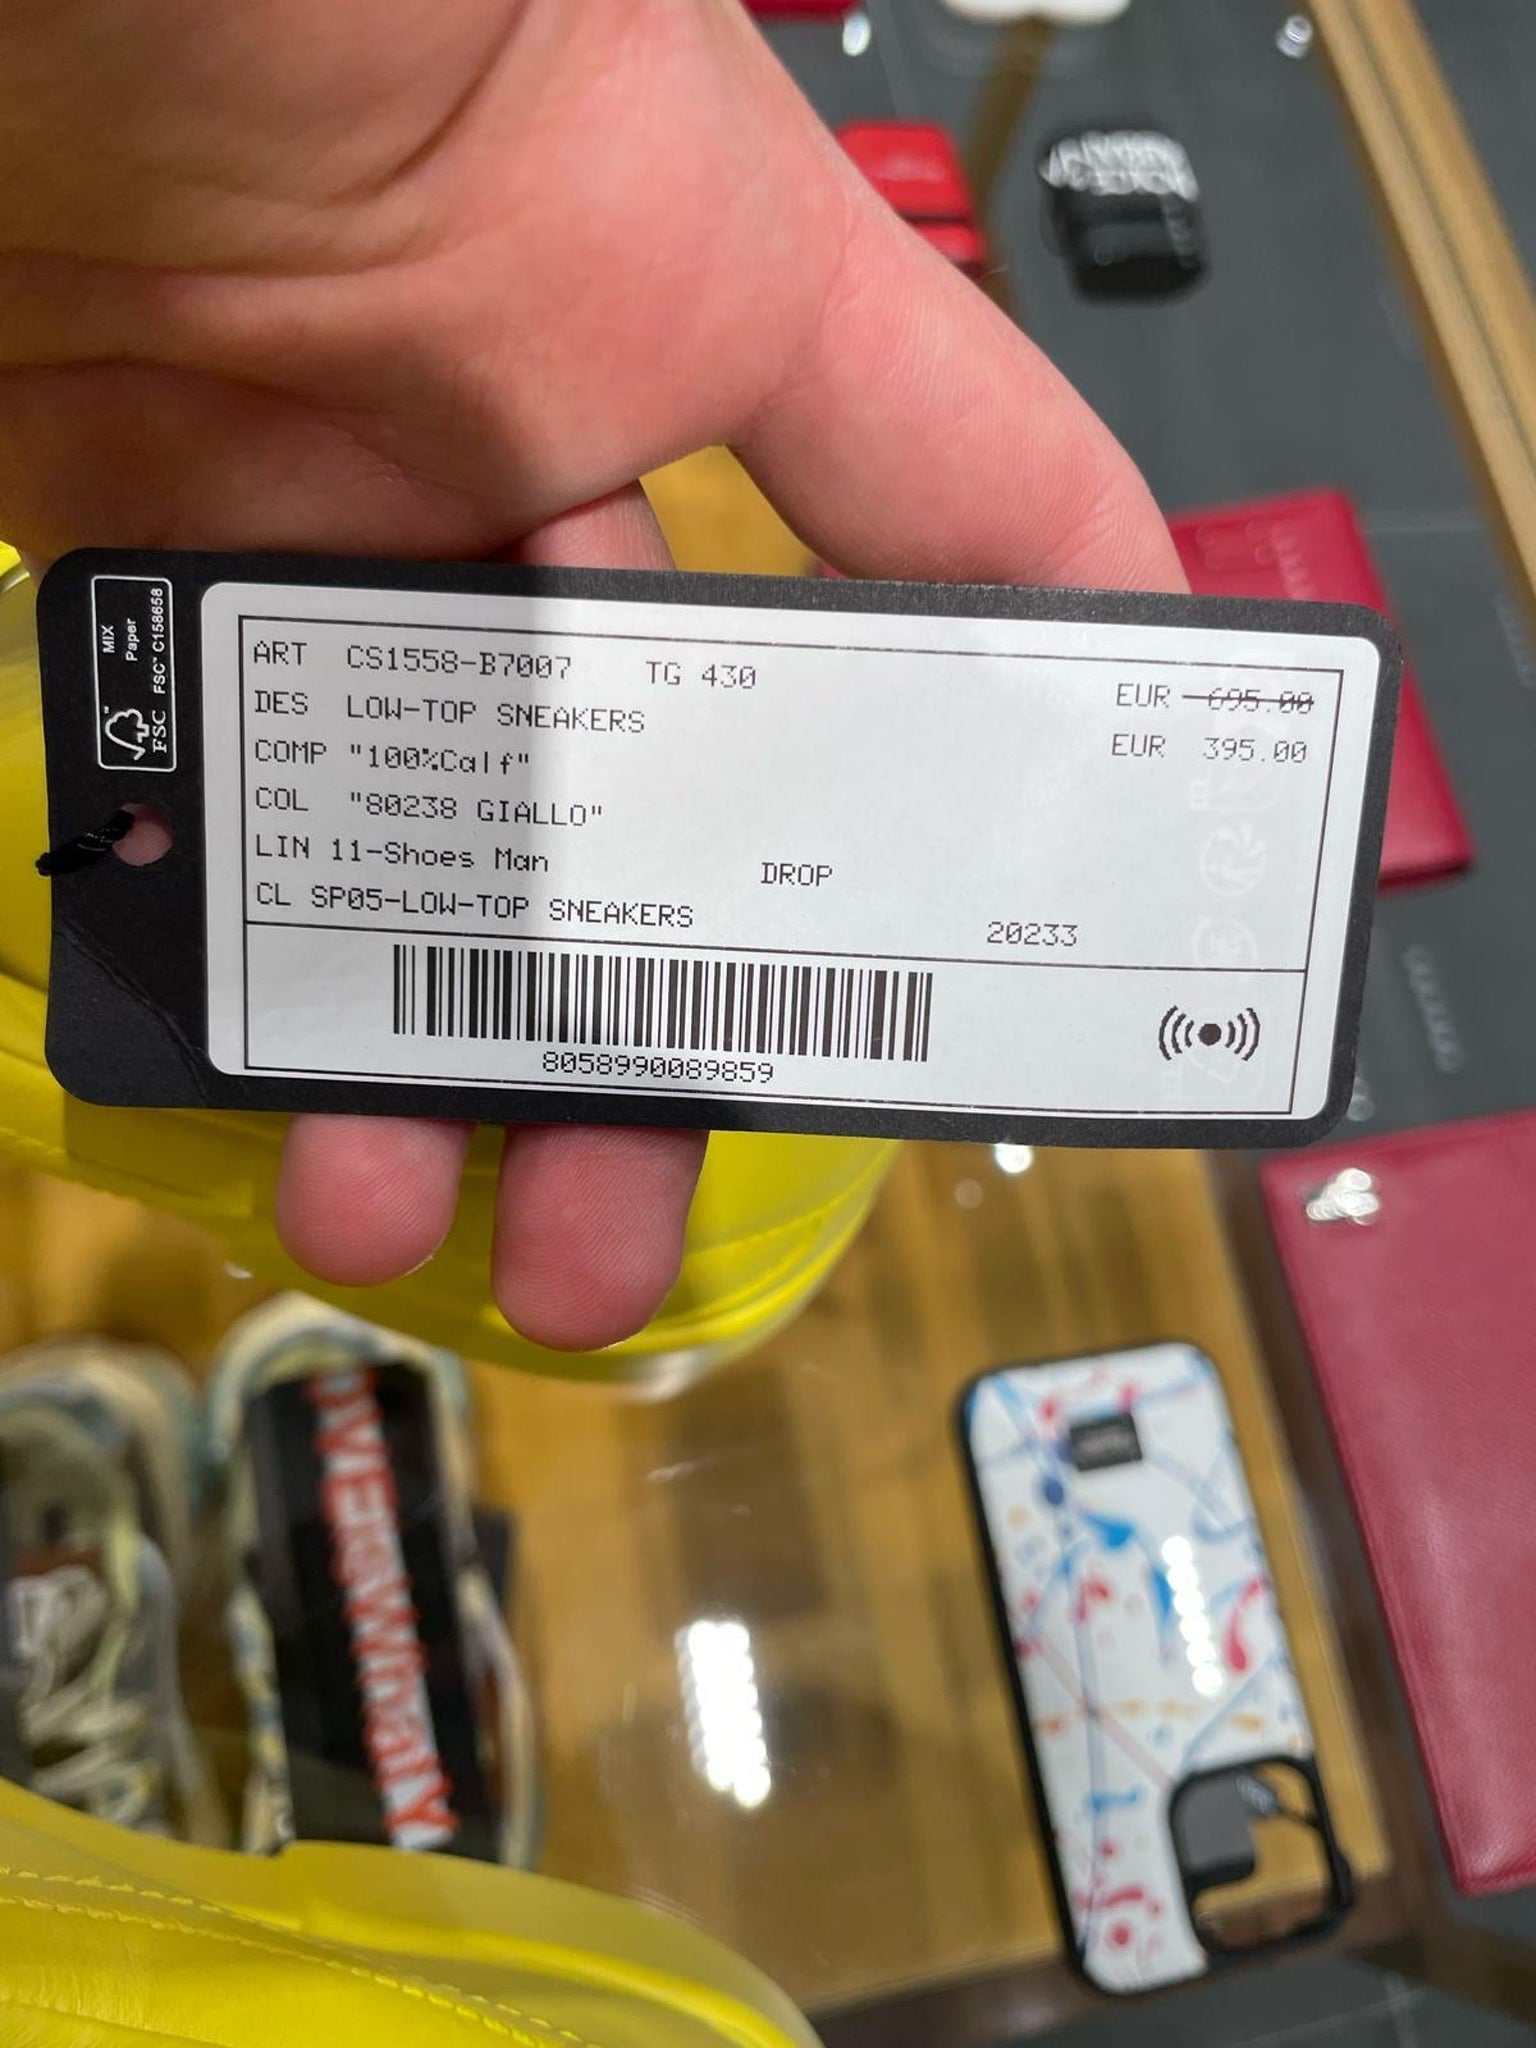 MIX
Paper
FSC™ C158658
FSC
ART CS1558-B7007 TG 430
EUR 695.00
DES LOW-TOP SNEAKERS
EUR 395.00
COMP "100%Calf"
COL "80238 GIALLO"
LIN 11-Shoes Man
DROP
CL SP05-LOW-TOP SNEAKERS
20233
8058990089859